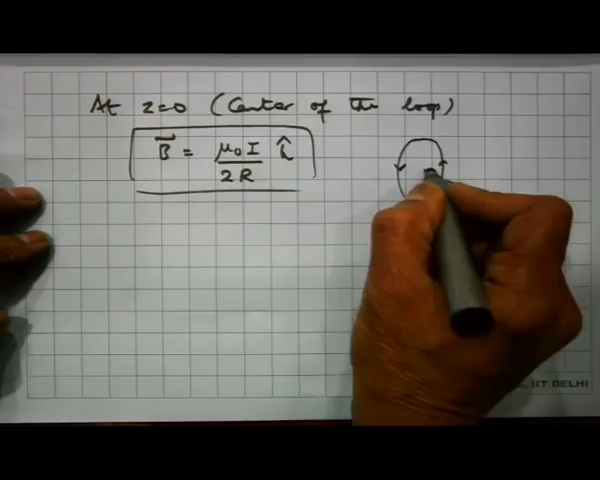 At z=0 (Center of the loop)
B⃗ = μ₀I / 2R k̂
IIT DELHI